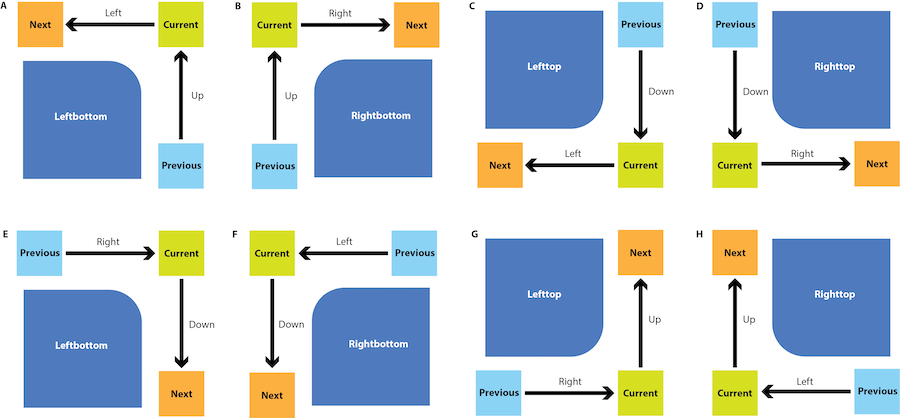 A
Next
Left
Current
Up
Leftbottom
Previous
B
Current
Right
Next
Up
Rightbottom
Previous
C
Previous
Lefttop
Down
Next
Left
Current
D
Previous
Righttop
Down
Current
Right
Next
E
Previous
Right
Current
Leftbottom
Down
Next
F
Current
Left
Previous
Down
Rightbottom
Next
G
Next
Lefttop
Up
Previous
Right
Current
H
Next
Righttop
Up
Current
Left
Previous